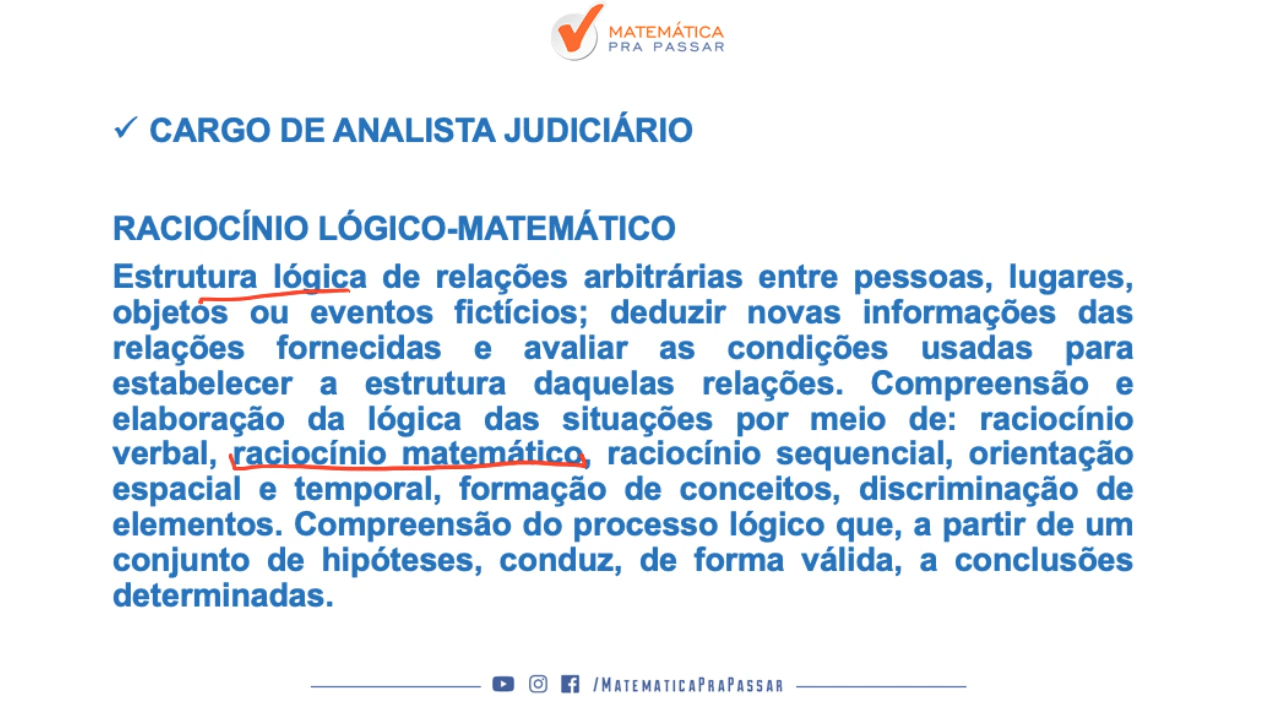 MATEMÁTICA
PRA PASSAR
CARGO DE ANALISTA JUDICIÁRIO
RACIOCÍNIO LÓGICO-MATEMÁTICO
Estrutura lógica de relações arbitrárias entre pessoas, lugares,
objetos ou eventos fictícios; deduzir novas informações das
relações fornecidas e avaliar as condições usadas para
estabelecer a estrutura daquelas relações. Compreensão e
elaboração da lógica das situações por meio de: raciocínio
verbal, raciocínio matemático, raciocínio sequencial, orientação
espacial e temporal, formação de conceitos, discriminação de
elementos. Compreensão do processo lógico que, a partir de um
conjunto de hipóteses, conduz, de forma válida, a conclusões
determinadas.
/MATEMATICAPRAPASSAR